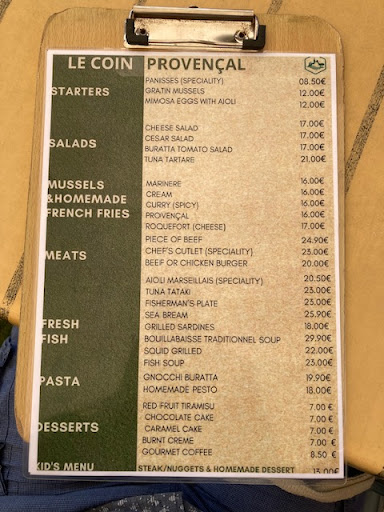 LE COIN PROVENÇAL
STARTERS
PANISSES (SPECIALITY) 08.50€
GRATIN MUSSELS 12.00€
MIMOSA EGGS WITH AIOLI 12,00€
SALADS
CHEESE SALAD 17.00€
CESAR SALAD 17.00€
BURATTA TOMATO SALAD 17.00€
TUNA TARTARE 21,00€
MUSSELS
&HOMEMADE
FRENCH FRIES
MARINERE 16.00€
CREAM 16.00€
CURRY (SPICY) 16.00€
PROVENÇAL 16.00€
ROQUEFORT (CHEESE) 17.00€
MEATS
PIECE OF BEEF 24.90€
CHEF'S CUTLET (SPECIALITY) 23.00€
BEEF OR CHICKEN BURGER 20.00€
FRESH
FISH
AIOLI MARSEILLAIS (SPECIALITY) 20.50€
TUNA TATAKI 23.00€
FISHERMAN'S PLATE 23.00€
SEA BREAM 25.90€
GRILLED SARDINES 18.00€
BOUILLABAISSE TRADITIONNEL SOUP 29.90€
SQUID GRILLED 22.00€
FISH SOUP 23.00€
PASTA
GNOCCHI BURATTA 19.90€
HOMEMADE PESTO 18.00€
DESSERTS
RED FRUIT TIRAMISU 7.00 €
CHOCOLATE CAKE 7.00 €
CARAMEL CAKE 7.00 €
BURNT CREME 7.00 €
GOURMET COFFEE 8.50 €
KID'S MENU STEAK/NUGGETS & HOMEMADE DESSERT 13.00€